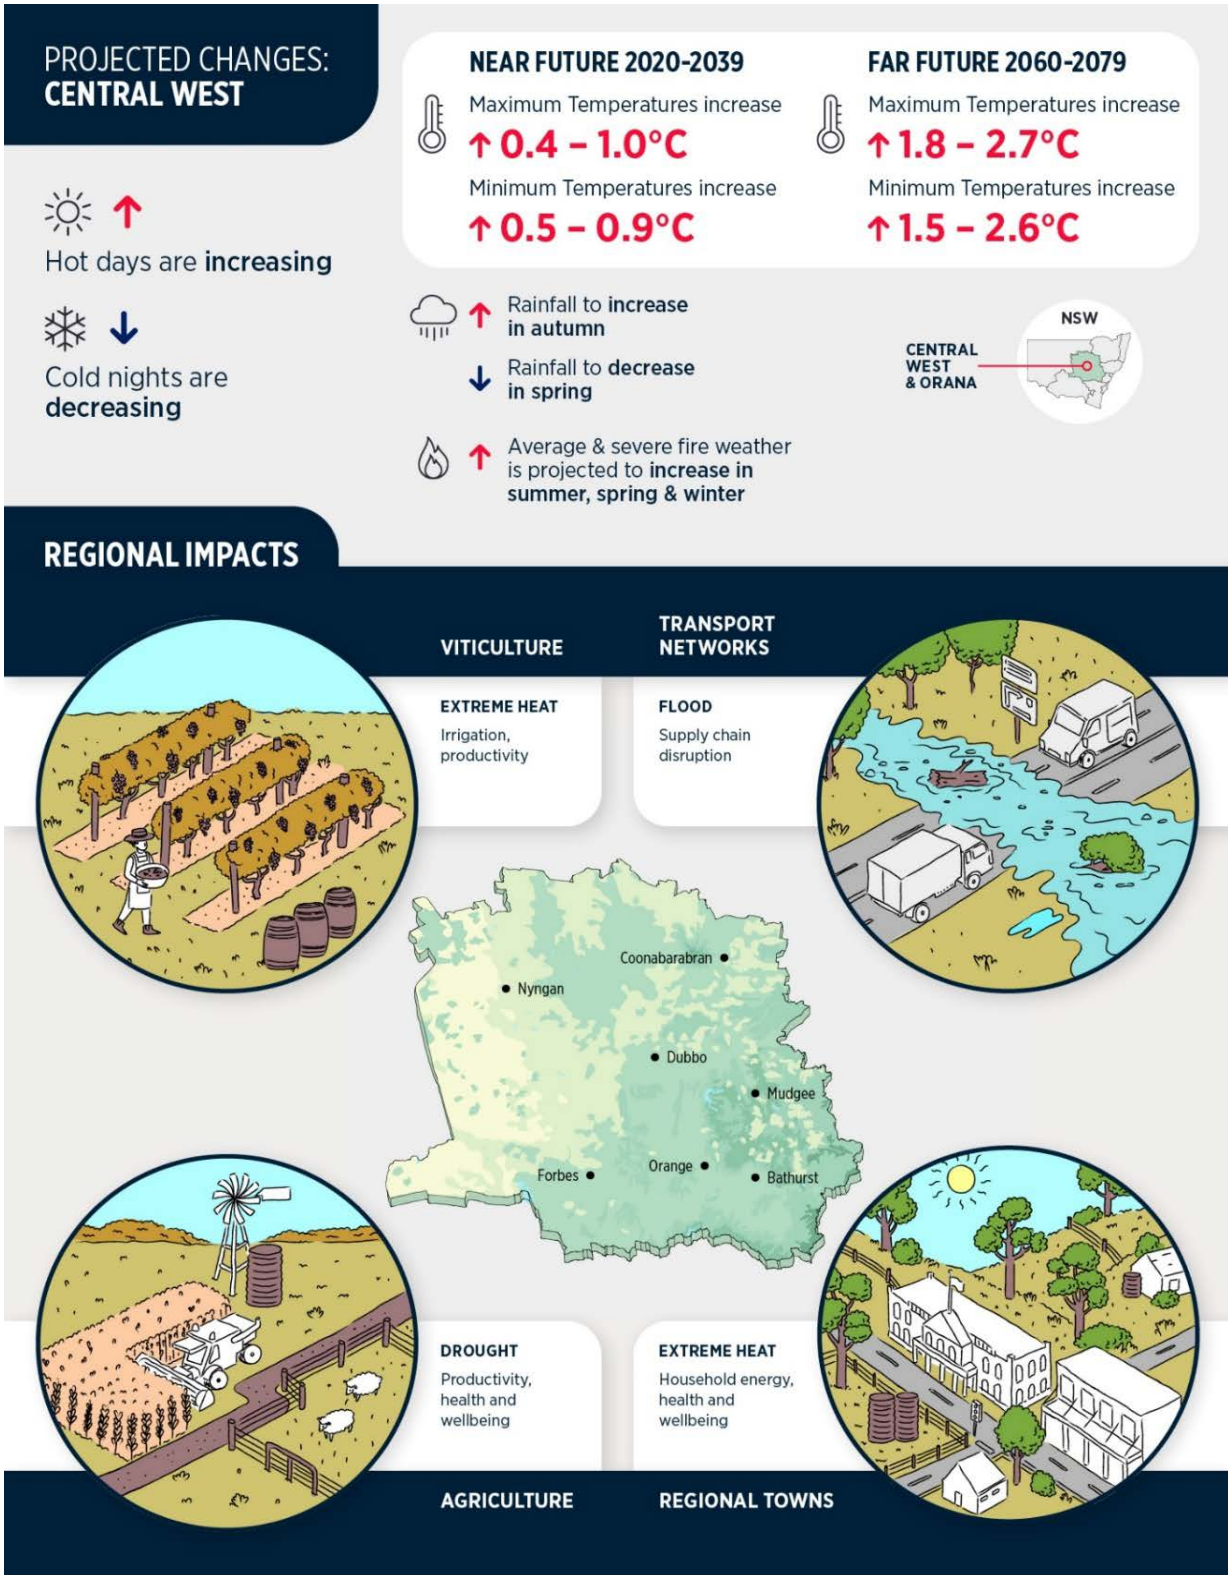 PROJECTED CHANGES:
CENTRAL WEST
Hot days are increasing
Cold nights are
decreasing
NEAR FUTURE 2020-2039
Maximum Temperatures increase
↑ 0.4 – 1.0°C
Minimum Temperatures increase
↑ 0.5 – 0.9°C
FAR FUTURE 2060-2079
Maximum Temperatures increase
↑ 1.8 – 2.7°C
Minimum Temperatures increase
↑ 1.5 – 2.6°C
Rainfall to increase
in autumn
Rainfall to decrease
in spring
Average & severe fire weather
is projected to increase in
summer, spring & winter
NSW
CENTRAL
WEST
& ORANA
REGIONAL IMPACTS
VITICULTURE
EXTREME HEAT
Irrigation,
productivity
TRANSPORT
NETWORKS
FLOOD
Supply chain
disruption
Coonabarabran
Nyngan
Dubbo
Mudgee
Orange
Forbes
Bathurst
DROUGHT
Productivity,
health and
wellbeing
AGRICULTURE
EXTREME HEAT
Household energy,
health and
wellbeing
REGIONAL TOWNS